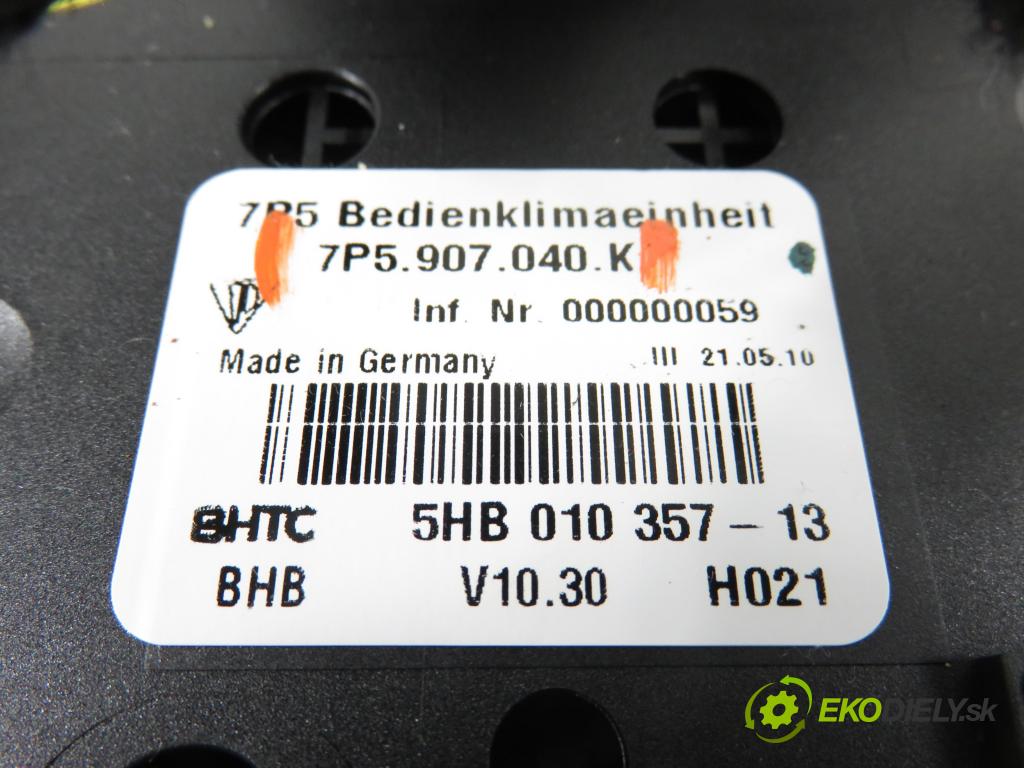 7P5 Bedienklimaeinheit
7P5.907.040.K
Inf. Nr. 000000059
Made in Germany III 21.05.10
BHTC 5HB 010 357 - 13
BHB V10.30 H021
EKODIELY.sk